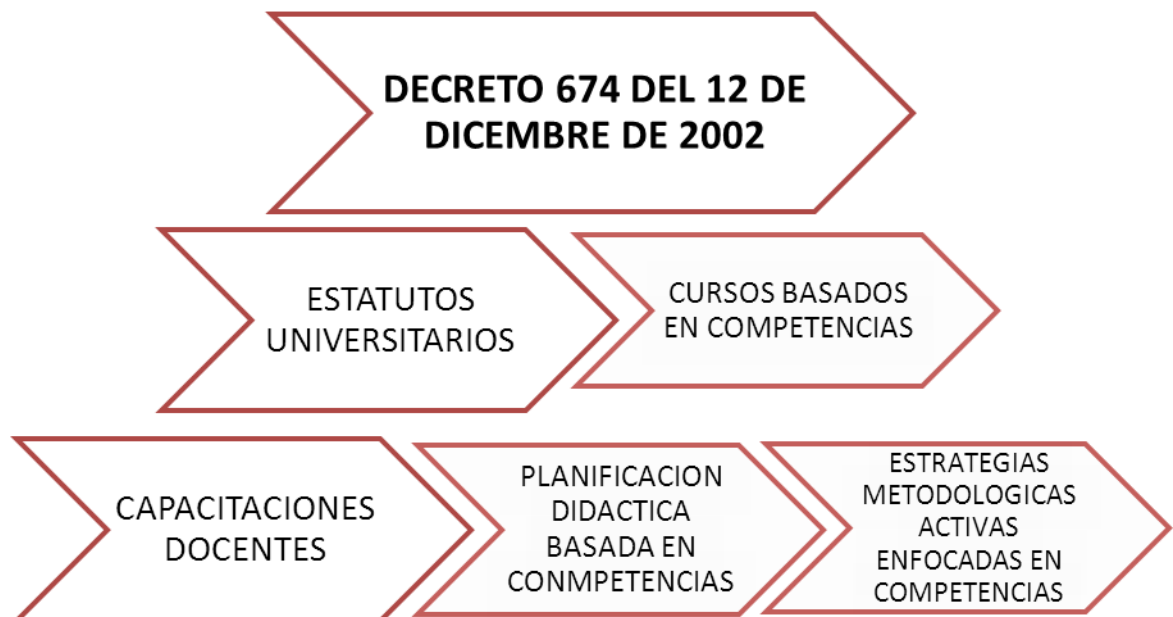 DECRETO 674 DEL 12 DE
DICIEMBRE DE 2002
ESTATUTOS
UNIVERSITARIOS
CURSOS BASADOS
EN COMPETENCIAS
CAPACITACIONES
DOCENTES
PLANIFICACION
DIDACTICA
BASADA EN
CONMPETENCIAS
ESTRATEGIAS
METODOLOGICAS
ACTIVAS
ENFOCADAS EN
COMPETENCIAS